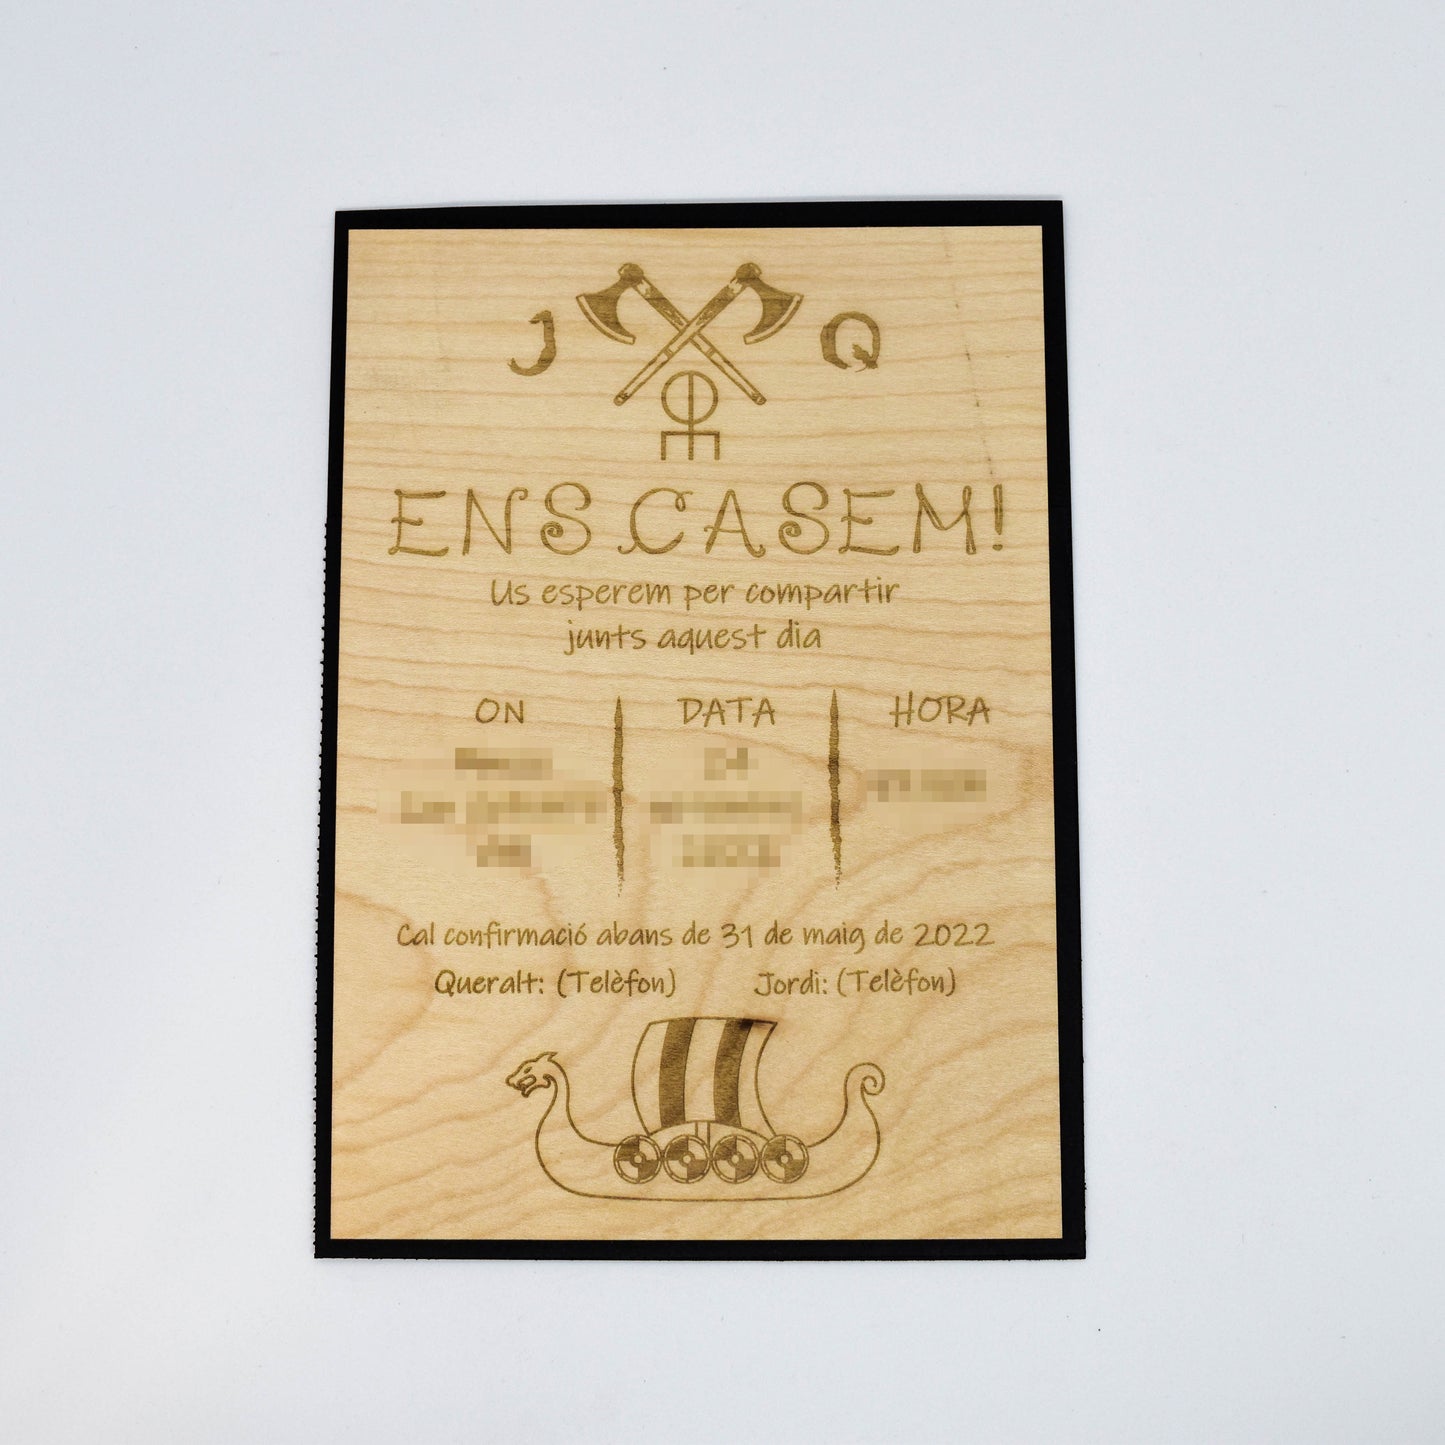 J Q
ENS CASEM!
Us esperem per compartir
junts aquest dia
ON DATA HORA
Cal confirmació abans de 31 de maig de 2022
Queralt: (Telèfon) Jordi: (Telèfon)